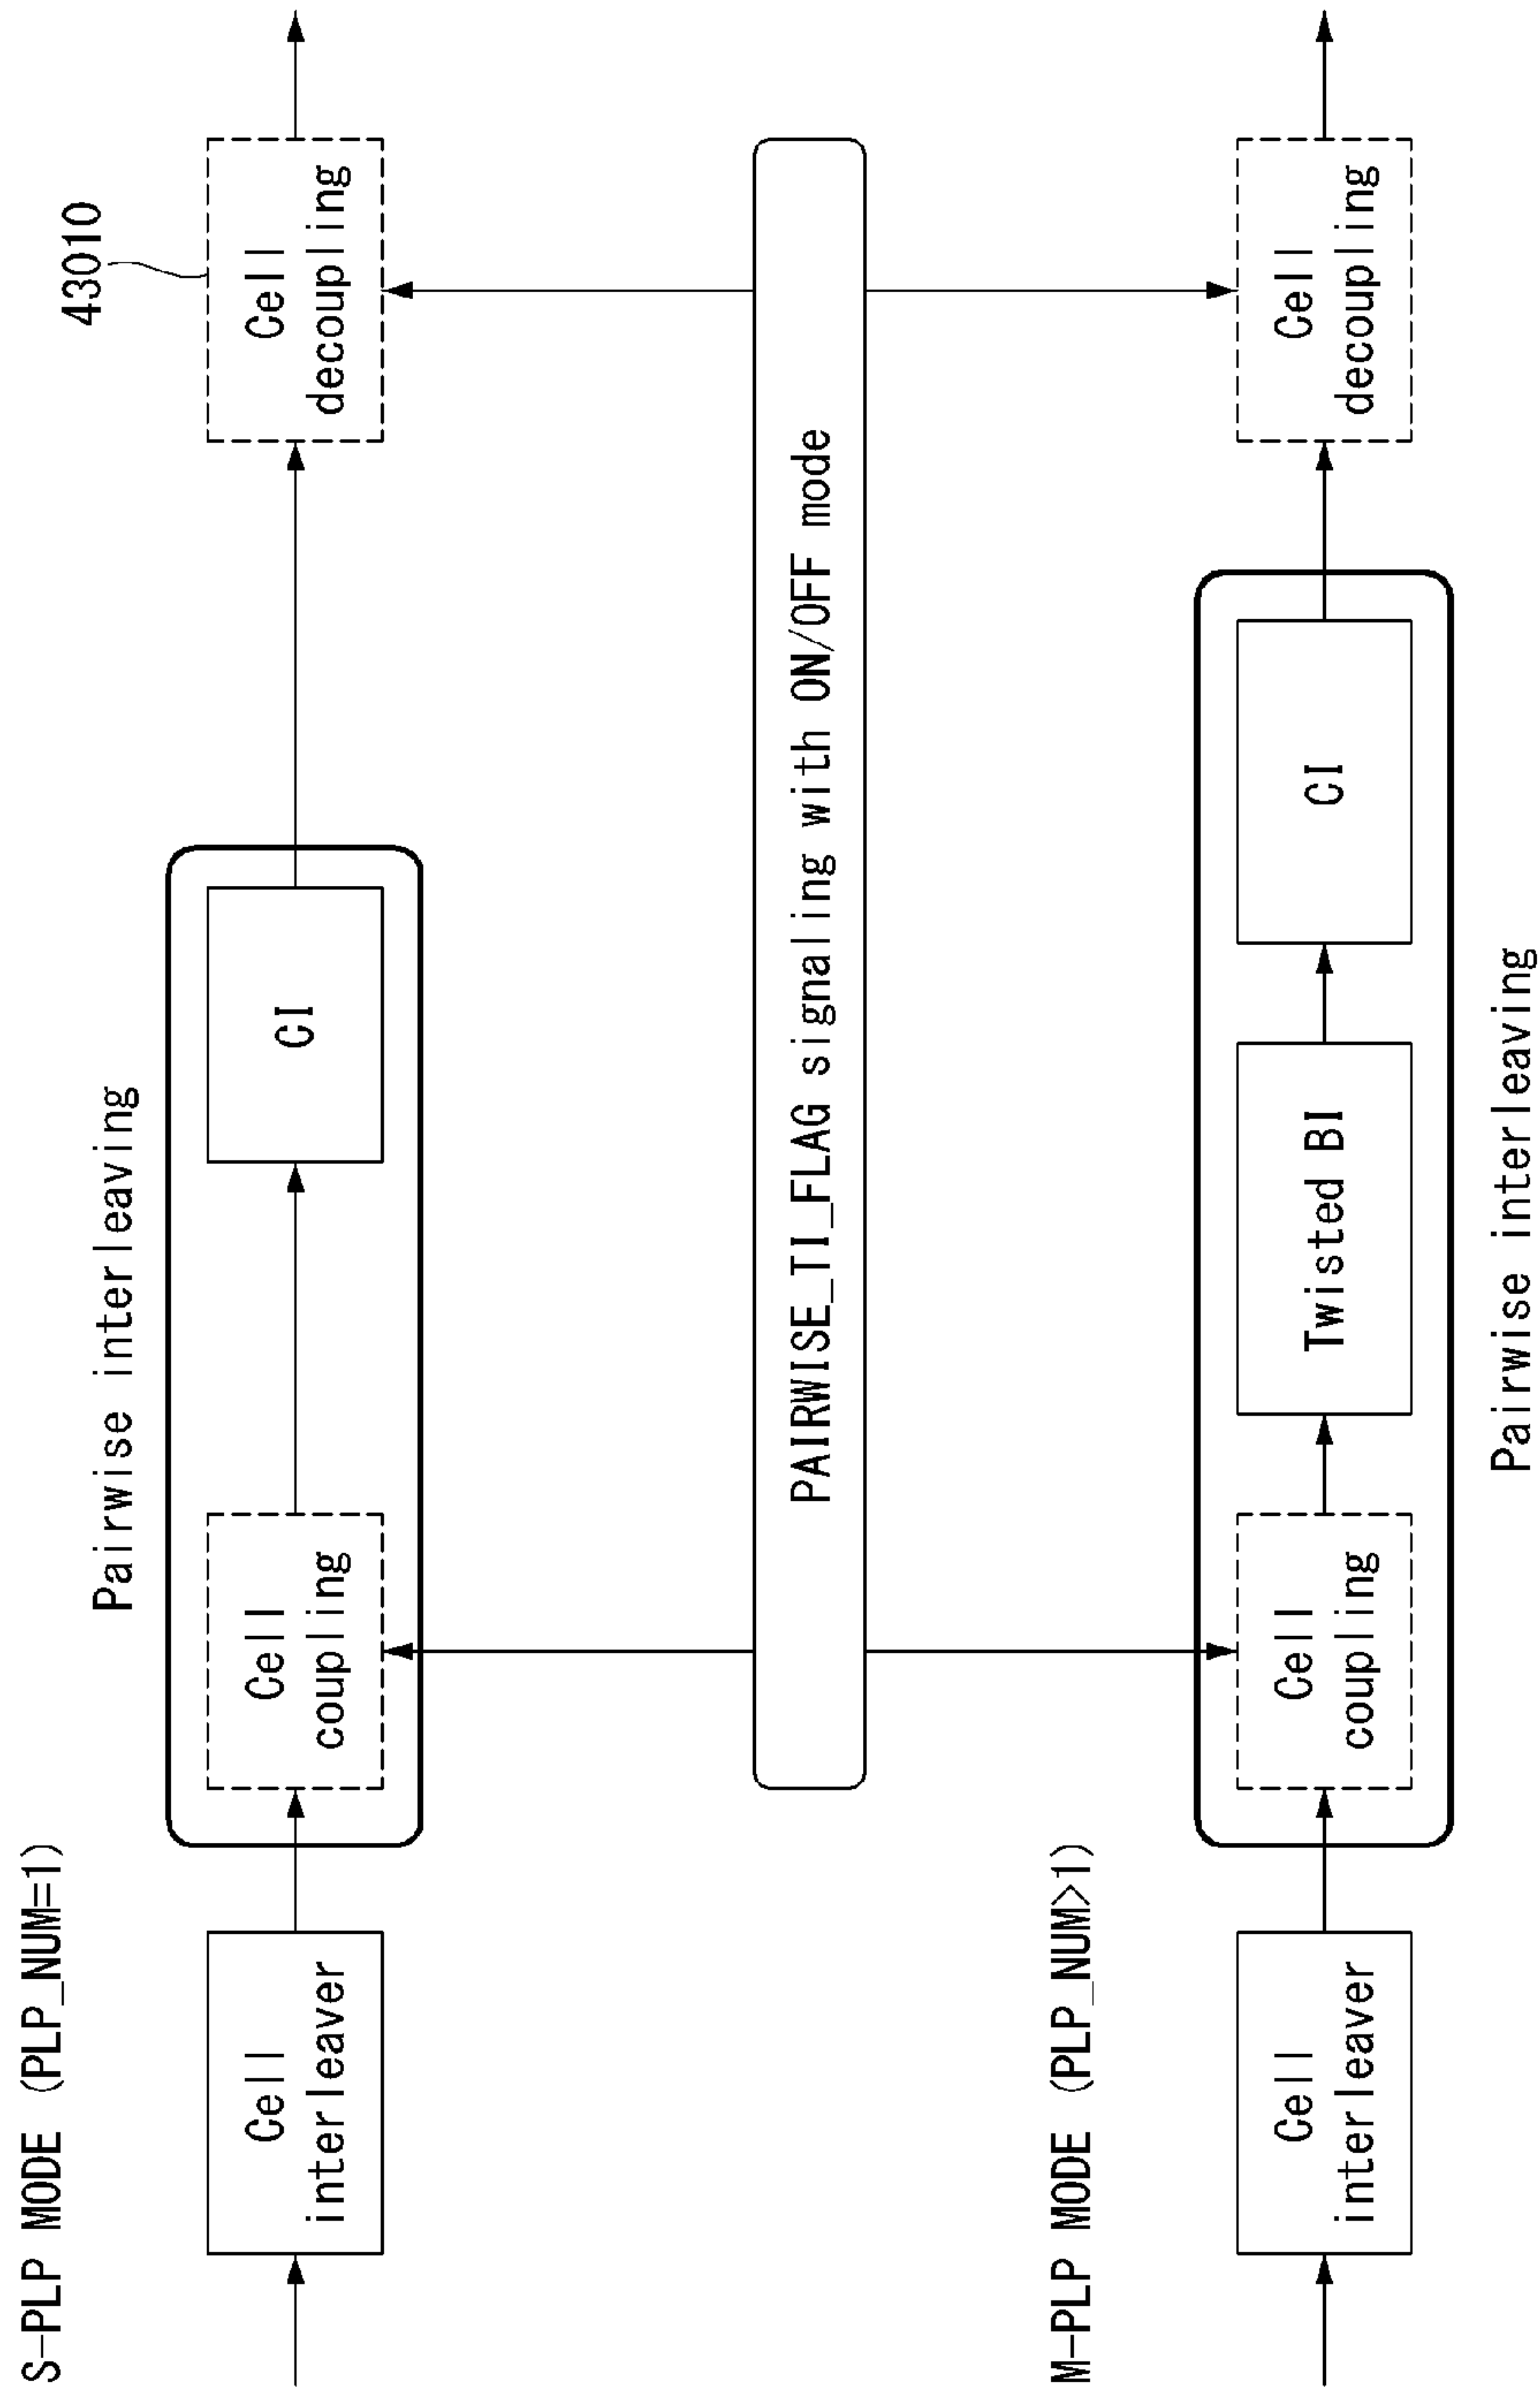 S-PLP MODE (PLP_NUM=1)
Pairwise interleaving
43010
Cell
interleaver
Cell
coupling
CI
Cell
decoupling
PAIRWISE_TI_FLAG signaling with ON/OFF mode
M-PLP MODE (PLP_NUM>1)
Cell
interleaver
Cell
coupling
Twisted BI
CI
Cell
decoupling
Pairwise interleaving